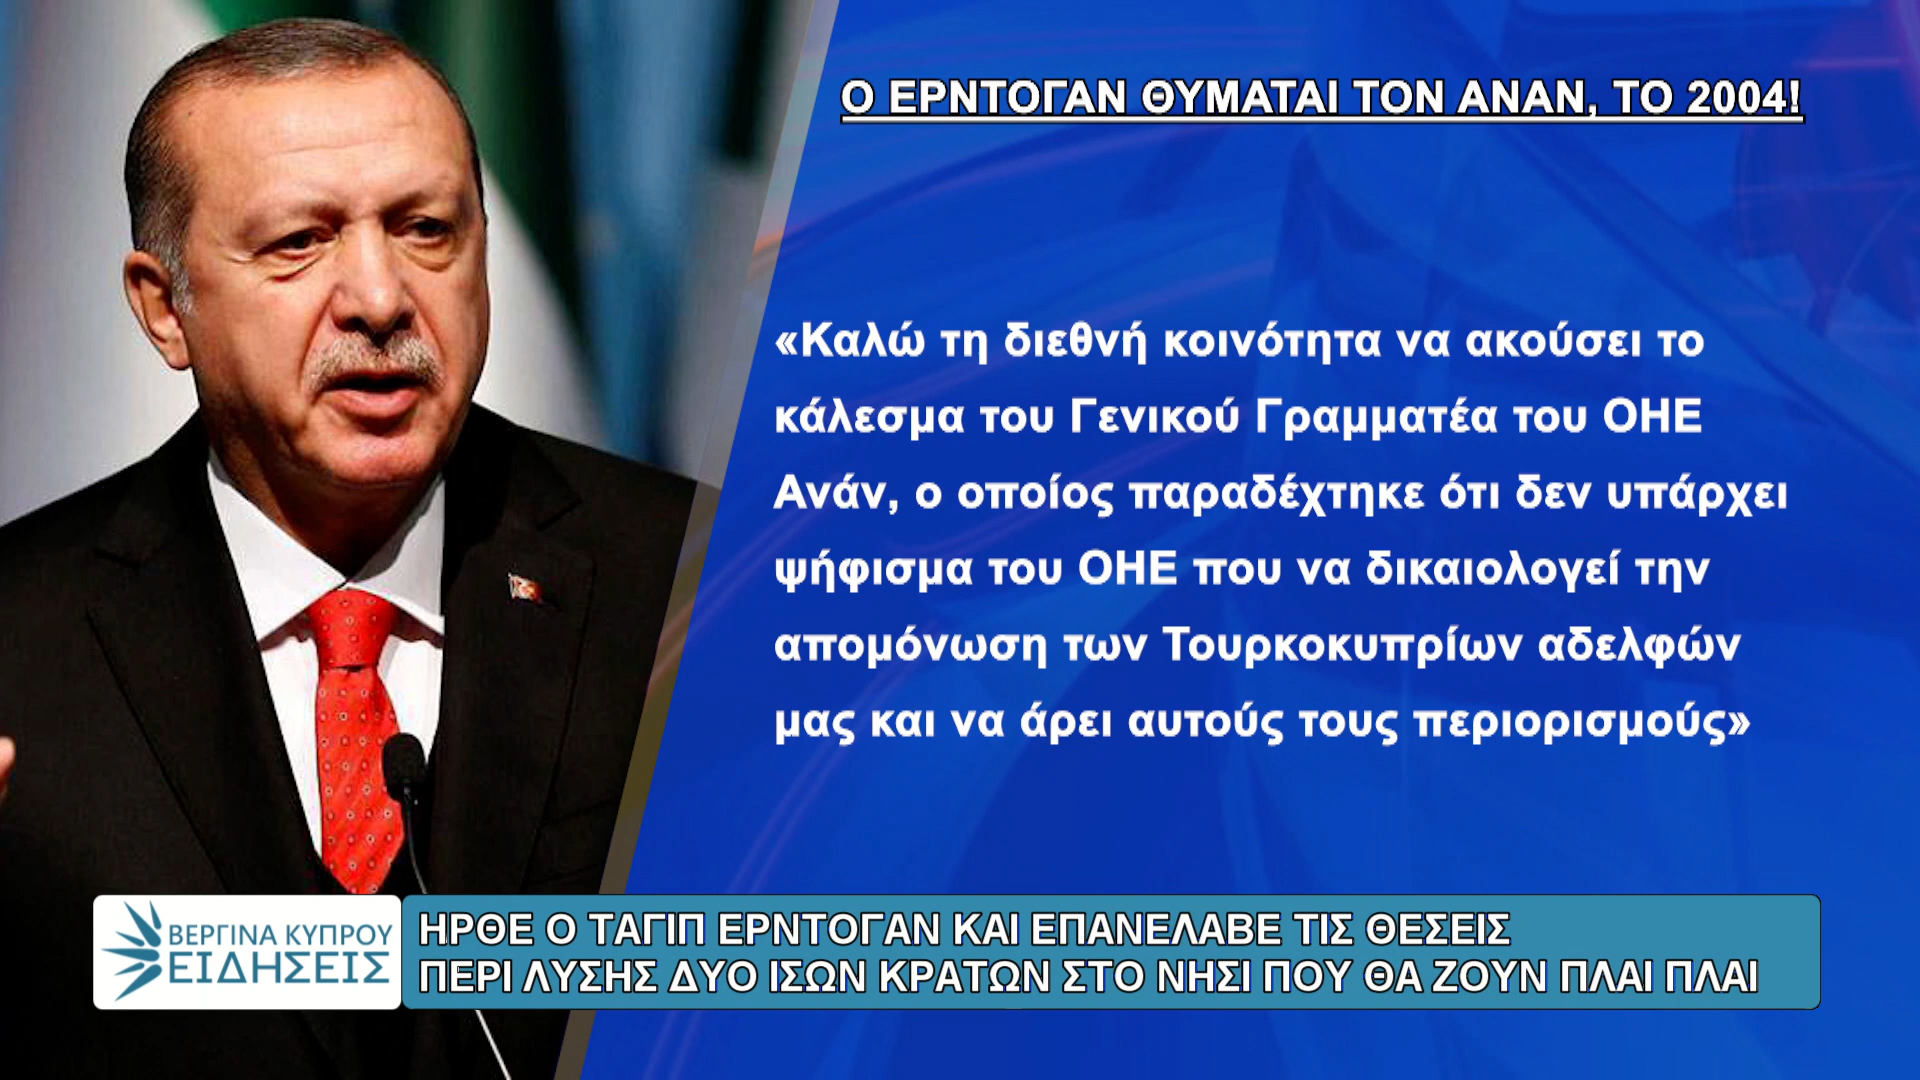 Ο ΕΡΝΤΟΓΑΝ ΘΥΜΑΤΑΙ ΤΟΝ ΑΝΑΝ, ΤΟ 2004!
«Καλώ τη διεθνή κοινότητα να ακούσει το
κάλεσμα του Γενικού Γραμματέα του ΟΗΕ
Ανάν, ο οποίος παραδέχτηκε ότι δεν υπάρχει
ψήφισμα του ΟΗΕ που να δικαιολογεί την
απομόνωση των Τουρκοκυπρίων αδελφών
μας και να άρει αυτούς τους περιορισμούς»
ΒΕΡΓΙΝΑ ΚΥΠΡΟΥ
ΕΙΔΗΣΕΙΣ
ΗΡΘΕ Ο ΤΑΓΙΠ ΕΡΝΤΟΓΑΝ ΚΑΙ ΕΠΑΝΕΛΑΒΕ ΤΙΣ ΘΕΣΕΙΣ
ΠΕΡΙ ΛΥΣΗΣ ΔΥΟ ΙΣΩΝ ΚΡΑΤΩΝ ΣΤΟ ΝΗΣΙ ΠΟΥ ΘΑ ΖΟΥΝ ΠΛΑΙ ΠΛΑΙ